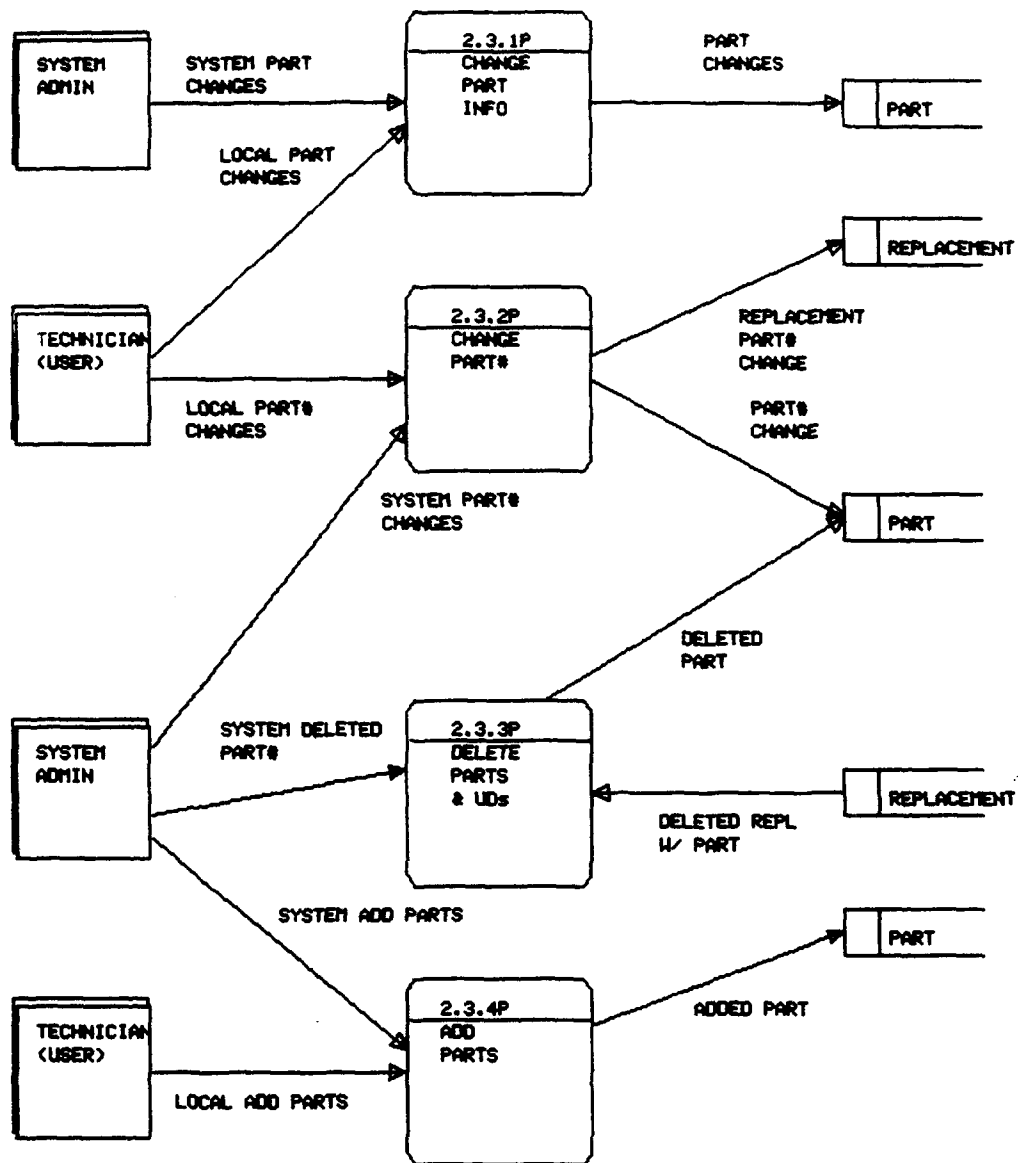 SYSTEM
ADMIN
SYSTEM PART
CHANGES
2.3.1P
CHANGE
PART
INFO
PART
CHANGES
PART
LOCAL PART
CHANGES
REPLACEMENT
TECHNICIAN
(USER)
2.3.2P
CHANGE
PART#
REPLACEMENT
PART#
CHANGE
LOCAL PART#
CHANGES
PART#
CHANGE
SYSTEM PART#
CHANGES
PART
DELETED
PART
SYSTEM
ADMIN
SYSTEM DELETED
PART#
2.3.3P
DELETE
PARTS
& UDs
REPLACEMENT
DELETED REPL
W/ PART
SYSTEM ADD PARTS
PART
TECHNICIAN
(USER)
2.3.4P
ADD
PARTS
ADDED PART
LOCAL ADD PARTS